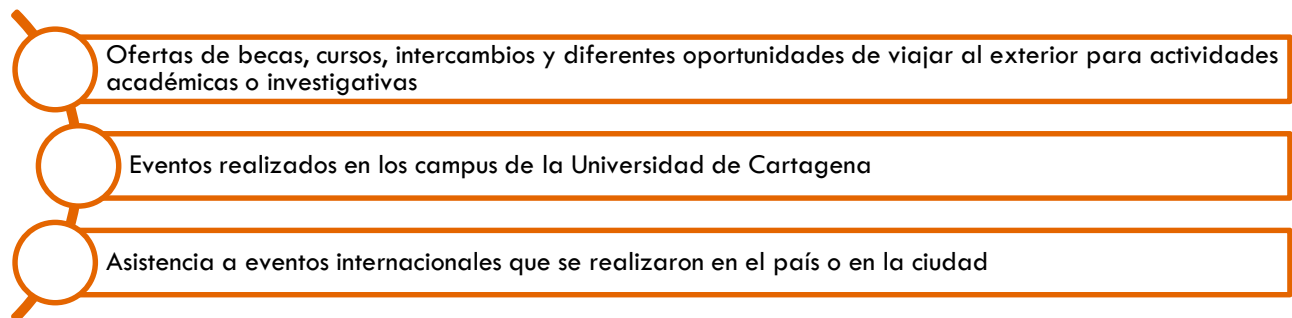 Ofertas de becas, cursos, intercambios y diferentes oportunidades de viajar al exterior para actividades
académicas o investigativas
Eventos realizados en los campus de la Universidad de Cartagena
Asistencia a eventos internacionales que se realizaron en el país o en la ciudad